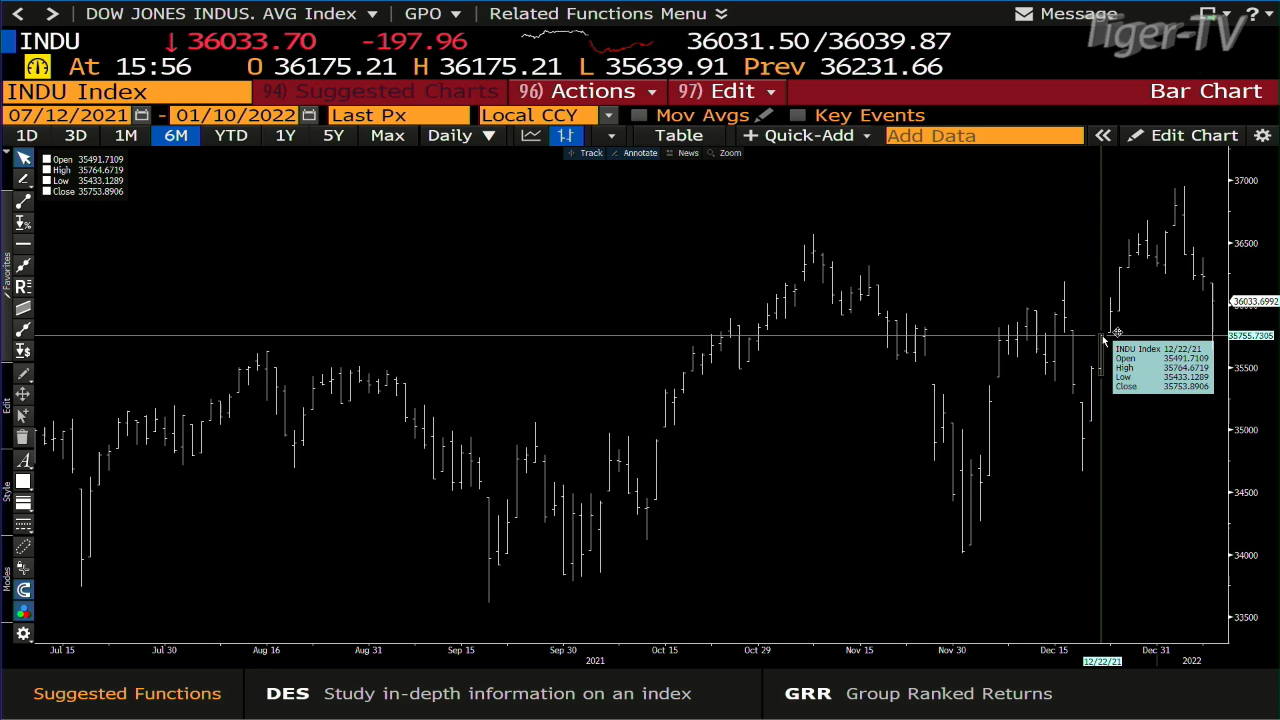 DOW JONES INDUS. AVG Index GPO Related Functions Menu Message ?
Tiger-TV
INDU 36033.70 -197.96 36031.50 /36039.87
At 15:56 O 36175.21 H 36175.21 L 35639.91 Prev 36231.66
INDU Index 94) Suggested Charts 96) Actions 97) Edit Bar Chart
07/12/2021 - 01/10/2022 Last Px Local CCY Mov Avgs Key Events
1D 3D 1M 6M YTD 1Y 5Y Max Daily Table + Quick-Add Add Data Edit Chart
Track Annotate News Zoom
Open 35491.7109
High 35764.6719
Low 35433.1289
Close 35753.8906
Favorites
Edit
Style
Modes
37000
36500
36033.6992
35755.7305
35500
35000
34500
34000
33500
INDU Index 12/22/21
Open 35491.7109
High 35764.6719
Low 35433.1289
Close 35753.8906
Jul 15 Jul 30 Aug 16 Aug 31 Sep 15 Sep 30 Oct 15 Oct 29 Nov 15 Nov 30 Dec 15 Dec 31
2021 12/22/21 2022
Suggested Functions DES Study in-depth information on an index GRR Group Ranked Returns